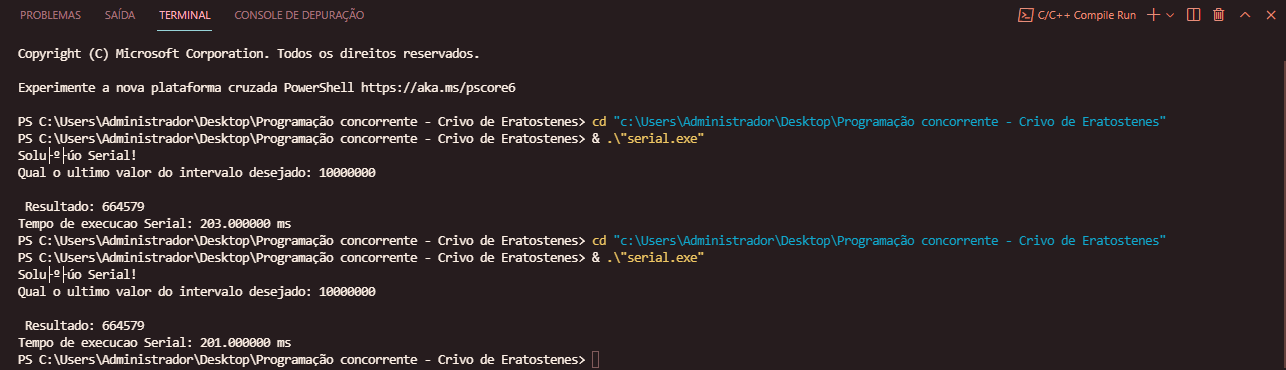 PROBLEMAS SAÍDA TERMINAL CONSOLE DE DEPURAÇÃO C/C++ Compile Run
Copyright (C) Microsoft Corporation. Todos os direitos reservados.
Experimente a nova plataforma cruzada PowerShell https://aka.ms/pscore6
PS C:\Users\Administrador\Desktop\Programação concorrente - Crivo de Eratostenes> cd "c:\Users\Administrador\Desktop\Programação concorrente - Crivo de Eratostenes"
PS C:\Users\Administrador\Desktop\Programação concorrente - Crivo de Eratostenes> & .\"serial.exe"
Solu├º├úo Serial!
Qual o ultimo valor do intervalo desejado: 10000000
Resultado: 664579
Tempo de execucao Serial: 203.000000 ms
PS C:\Users\Administrador\Desktop\Programação concorrente - Crivo de Eratostenes> cd "c:\Users\Administrador\Desktop\Programação concorrente - Crivo de Eratostenes"
PS C:\Users\Administrador\Desktop\Programação concorrente - Crivo de Eratostenes> & .\"serial.exe"
Solu├º├úo Serial!
Qual o ultimo valor do intervalo desejado: 10000000
Resultado: 664579
Tempo de execucao Serial: 201.000000 ms
PS C:\Users\Administrador\Desktop\Programação concorrente - Crivo de Eratostenes>